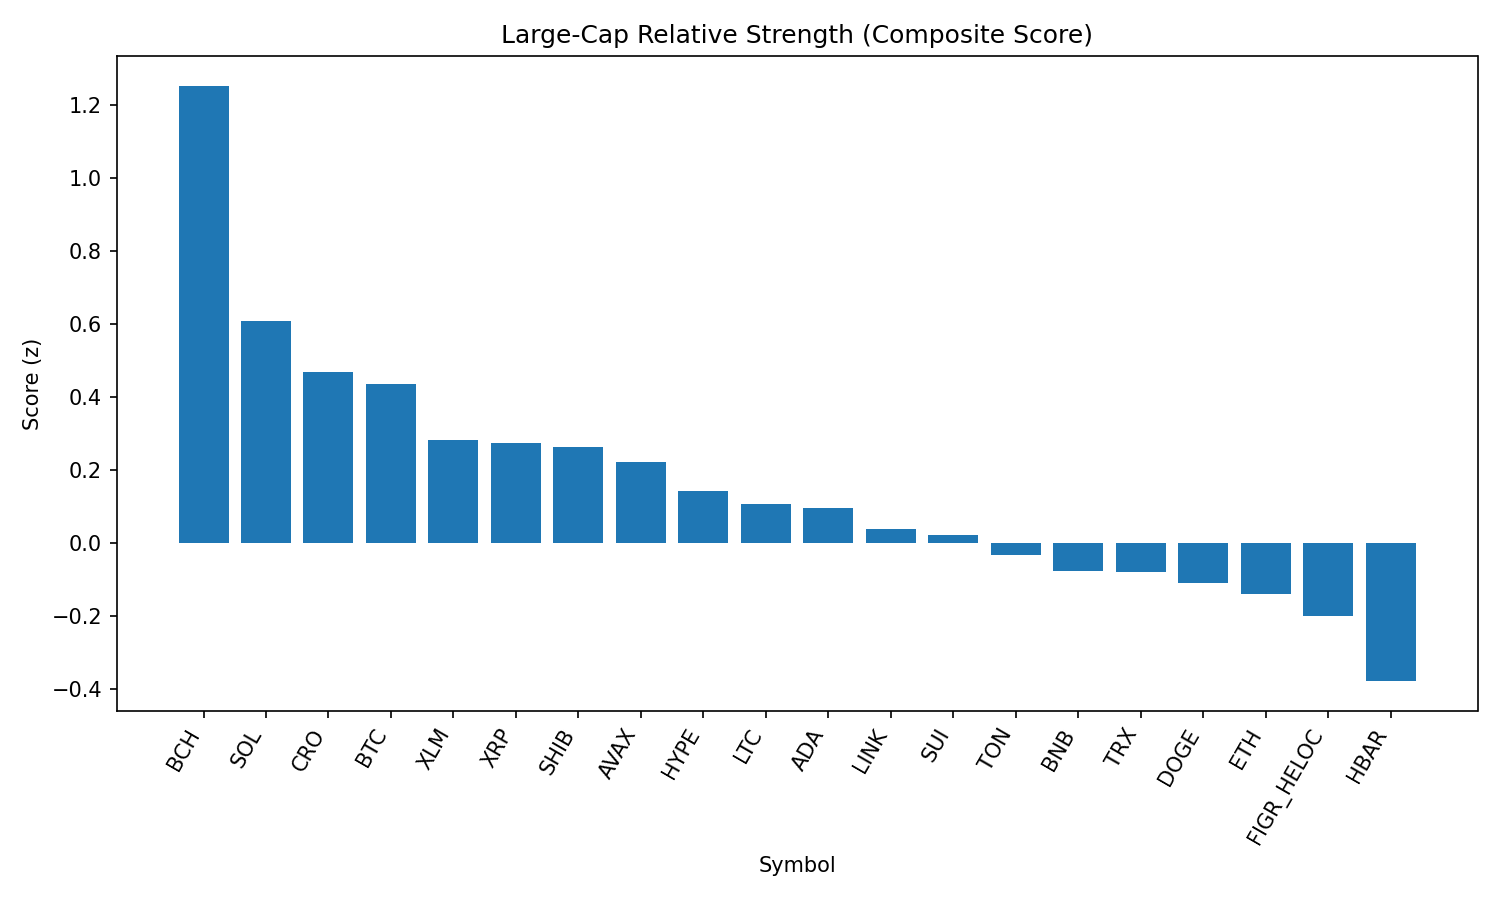 Large-Cap Relative Strength (Composite Score)
Score (z)
1.2
1.0
0.8
0.6
0.4
0.2
0.0
−0.2
−0.4
BCH
SOL
CRO
BTC
XLM
XRP
SHIB
AVAX
HYPE
LTC
ADA
LINK
SUI
TON
BNB
TRX
DOGE
ETH
FIGR_HELOC
HBAR
Symbol